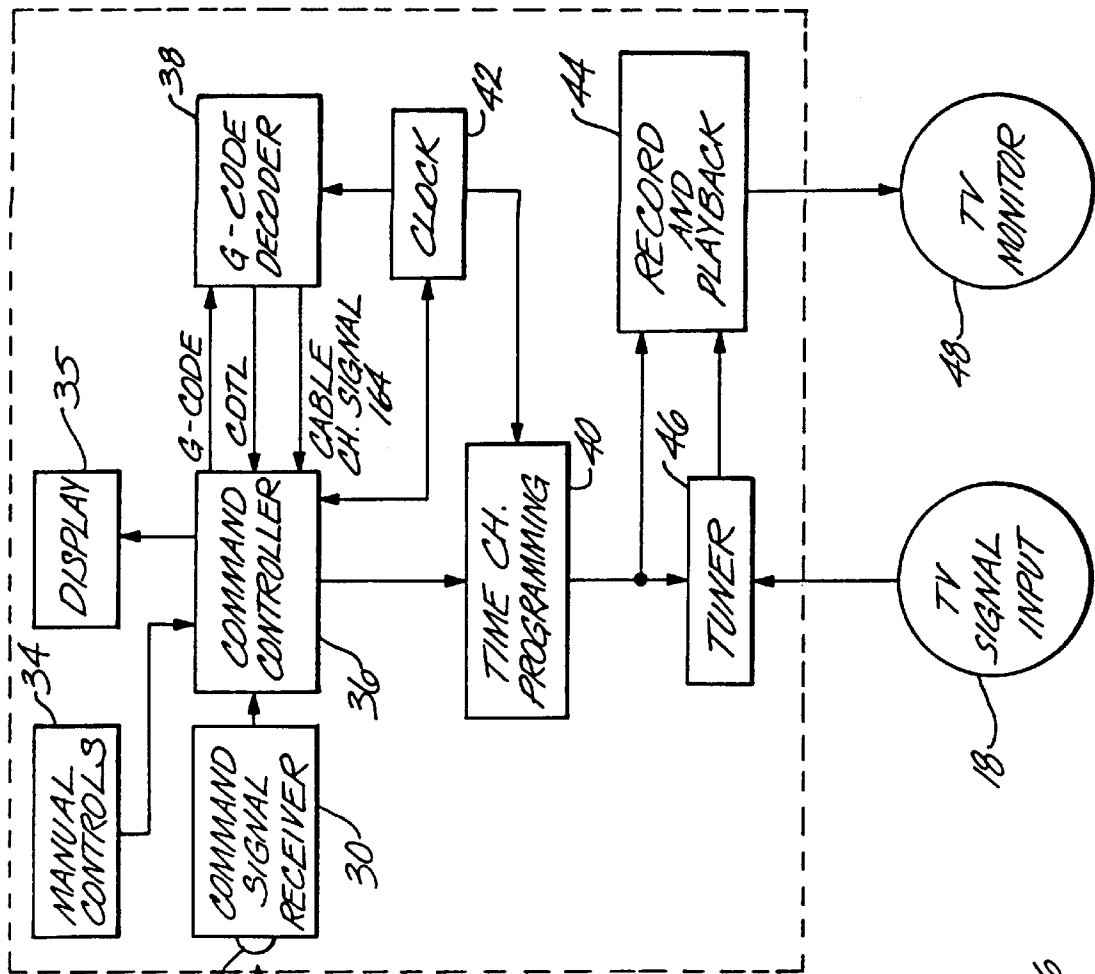 34
MANUAL
CONTROLS
35
DISPLAY
COMMAND
SIGNAL
RECEIVER
30
COMMAND
CONTROLLER
36
G-CODE
CDTL
CABLE
CH. SIGNAL
164
G-CODE
DECODER
38
CLOCK
42
TIME CH.
PROGRAMMING
40
TUNER
46
RECORD
AND
PLAYBACK
44
TV
SIGNAL
INPUT
18
TV
MONITOR
48